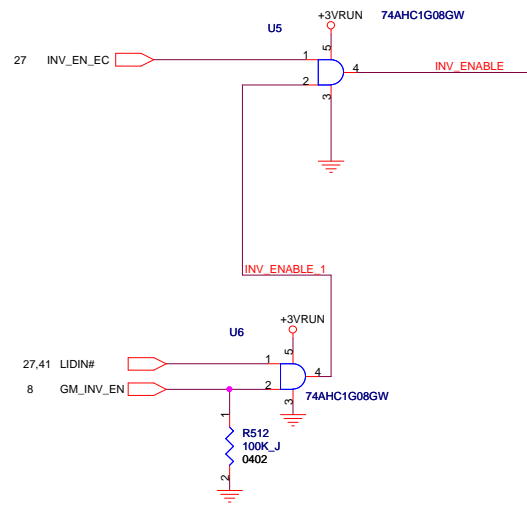 +3VRUN 74AHC1G08GW
U5
5
27 INV_EN_EC 1
4 INV_ENABLE
2
3
INV_ENABLE_1
+3VRUN
U6
5
27,41 LIDIN# 1
4
8 GM_INV_EN 2
74AHC1G08GW
3
1
R512
100K_J
0402
2